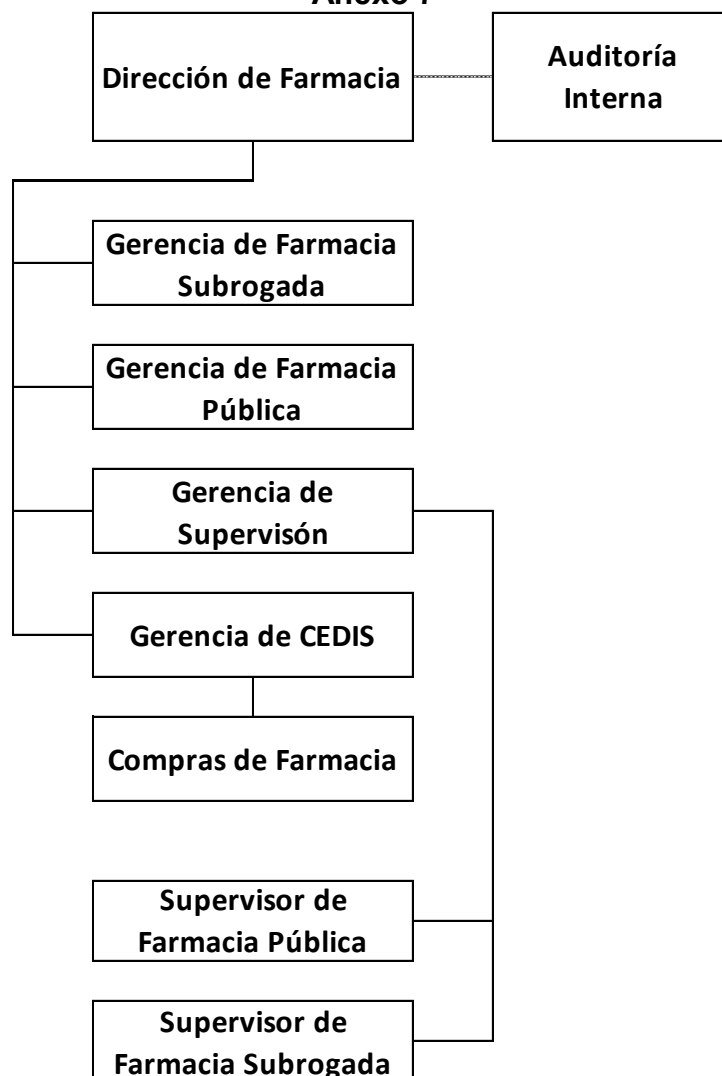 Dirección de Farmacia
Auditoría
Interna
Gerencia de Farmacia
Subrogada
Gerencia de Farmacia
Pública
Gerencia de
Supervisón
Gerencia de CEDIS
Compras de Farmacia
Supervisor de
Farmacia Pública
Supervisor de
Farmacia Subrogada